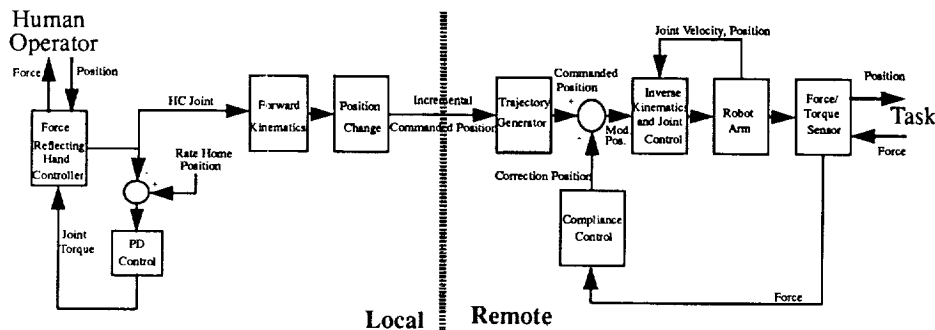 Human
Operator
Force
Position
Force
Reflecting
Hand
Controller
HC Joint
Rate Home
Position
-
+
Joint
Torque
PD
Control
Forward
Kinematics
Position
Change
Incremental
Commanded Position
Local
Remote
Trajectory
Generator
Commanded
Position
+
-
Mod.
Pos.
Correction Position
Compliance
Control
Joint Velocity, Position
Inverse
Kinematics
and Joint
Control
Robot
Arm
Force/
Torque
Sensor
Position
Task
Force
Force